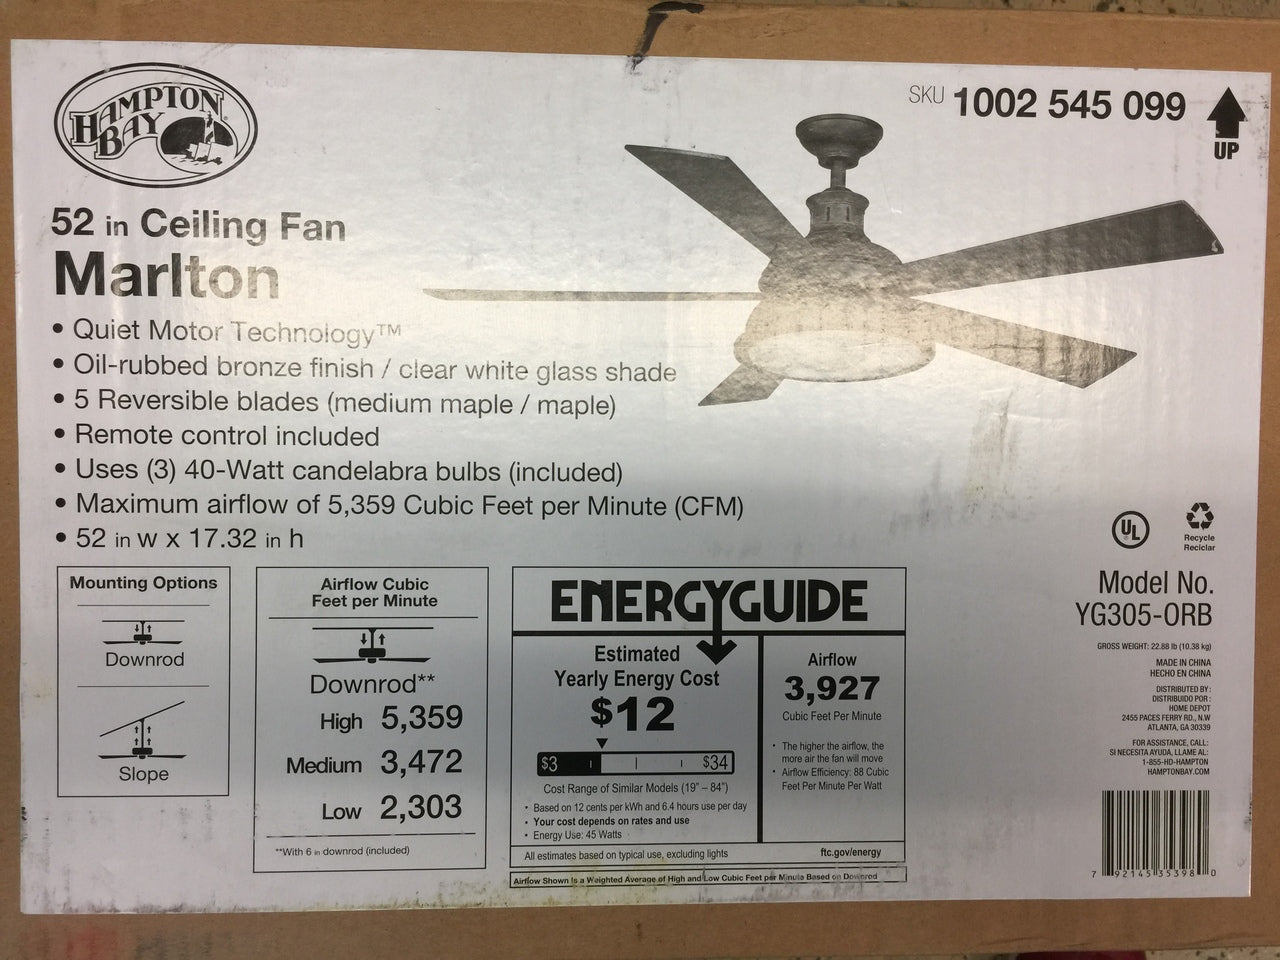 HAMPTON
BAY
SKU 1002 545 099
UP
52 in Ceiling Fan
Marlton
• Quiet Motor Technology™
• Oil-rubbed bronze finish / clear white glass shade
• 5 Reversible blades (medium maple / maple)
• Remote control included
• Uses (3) 40-Watt candelabra bulbs (included)
• Maximum airflow of 5,359 Cubic Feet per Minute (CFM)
• 52 in w x 17.32 in h
Mounting Options
Downrod
Slope
Airflow Cubic
Feet per Minute
Downrod**
High 5,359
Medium 3,472
Low 2,303
**With 6 in downrod (included)
ENERGYGUIDE
Estimated
Yearly Energy Cost
$12
$3 $34
Cost Range of Similar Models (19" – 84")
• Based on 12 cents per kWh and 6.4 hours use per day
• Your cost depends on rates and use
• Energy Use: 45 Watts
Airflow
3,927
Cubic Feet Per Minute
• The higher the airflow, the
more air the fan will move
• Airflow Efficiency: 88 Cubic
Feet Per Minute Per Watt
All estimates based on typical use, excluding lights
ftc.gov/energy
Airflow Shown Is a Weighted Average of High and Low Cubic Feet per Minute Based on Downrod
UL
Recycle
Reciclar
Model No.
YG305-ORB
GROSS WEIGHT: 22.88 lb (10.38 kg)
MADE IN CHINA
HECHO EN CHINA
DISTRIBUTED BY:
DISTRIBUIDO POR:
HOME DEPOT
2455 PACES FERRY RD., N.W
ATLANTA, GA 30339
FOR ASSISTANCE, CALL:
SI NECESITA AYUDA, LLAME AL:
1-855-HD-HAMPTON
HAMPTONBAY.COM
7 92145 35398 0